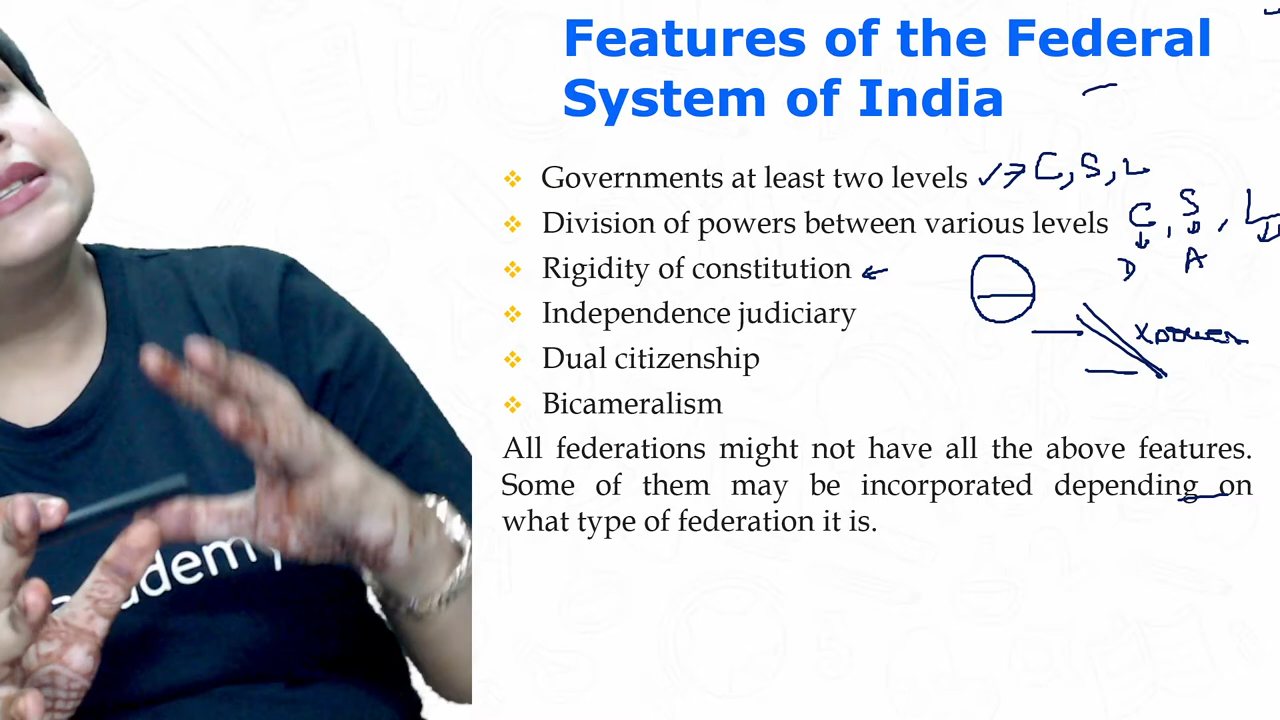 Features of the Federal
System of India
❖ Governments at least two levels ✓→ C, S, L
❖ Division of powers between various levels C, S, L
D A
❖ Rigidity of constitution ←
❖ Independence judiciary
❖ Dual citizenship
❖ Bicameralism
All federations might not have all the above features.
Some of them may be incorporated depending on
what type of federation it is.